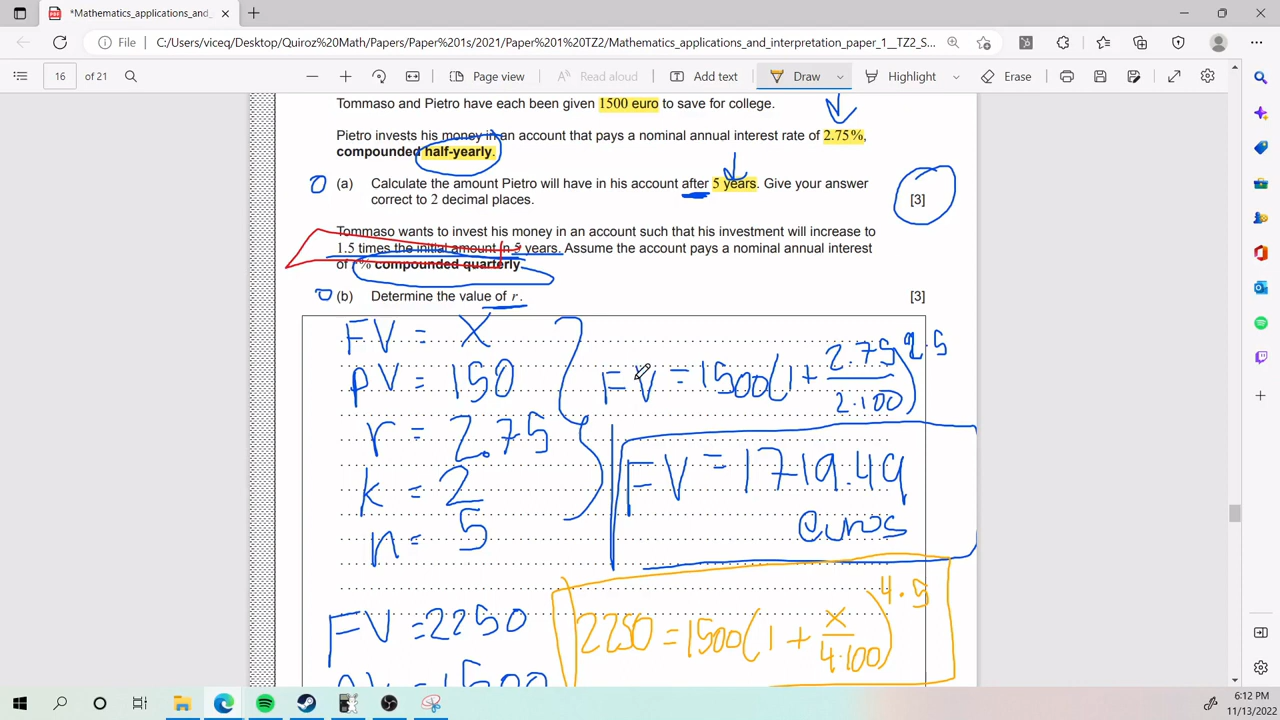 *Mathematics_applications_and_
File
C:/Users/viceq/Desktop/Quiroz%20Math/Papers/Paper%201s/2021/Paper%201%20TZ2/Mathematics_applications_and_interpretation_paper_1__TZ2_S...
16 of 21
Page view
Read aloud
Add text
Draw
Highlight
Erase
Tommaso and Pietro have each been given 1500 euro to save for college.
Pietro invests his money in an account that pays a nominal annual interest rate of 2.75%,
compounded half-yearly.
(a) Calculate the amount Pietro will have in his account after 5 years. Give your answer
correct to 2 decimal places.
[3]
Tommaso wants to invest his money in an account such that his investment will increase to
1.5 times the initial amount in 5 years. Assume the account pays a nominal annual interest
of r% compounded quarterly.
(b) Determine the value of r.
[3]
FV = X
PV = 150
r = 2.75
k = 2
n = 5
FV = 1500(1 + 2.75/2·100)^2·5
FV = 1719.49
euros
FV = 2250
PV = 1500
2250 = 1500(1 + x/4·100)^4·5
6:12 PM
11/13/2022